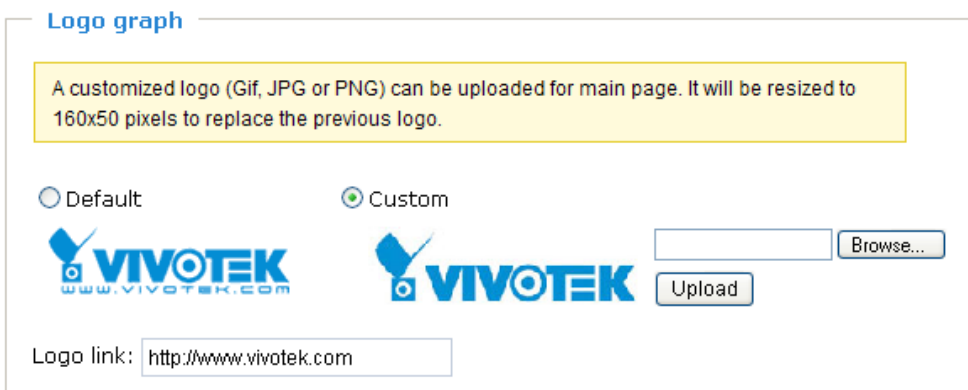 Logo graph
A customized logo (Gif, JPG or PNG) can be uploaded for main page. It will be resized to
160x50 pixels to replace the previous logo.
Default
Custom
VIVOTEK
www.vivotek.com
VIVOTEK
Browse...
Upload
Logo link: http://www.vivotek.com